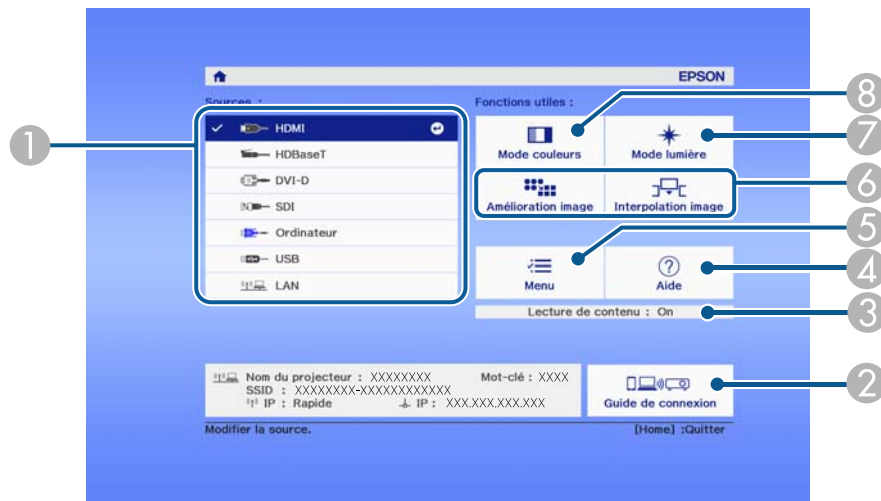 EPSON
Sources :
Fonctions utiles :
HDMI
HDBaseT
DVI-D
SDI
Ordinateur
USB
LAN
Mode couleurs
Mode lumière
Amélioration image
Interpolation image
Menu
Aide
Lecture de contenu : On
Nom du projecteur : XXXXXXXX
Mot-clé : XXXX
SSID : XXXXXXXX-XXXXXXXXXXXX
IP : Rapide
IP : XXX.XXX.XXX.XXX
Guide de connexion
Modifier la source.
[Home] :Quitter
1
8
7
6
5
4
3
2